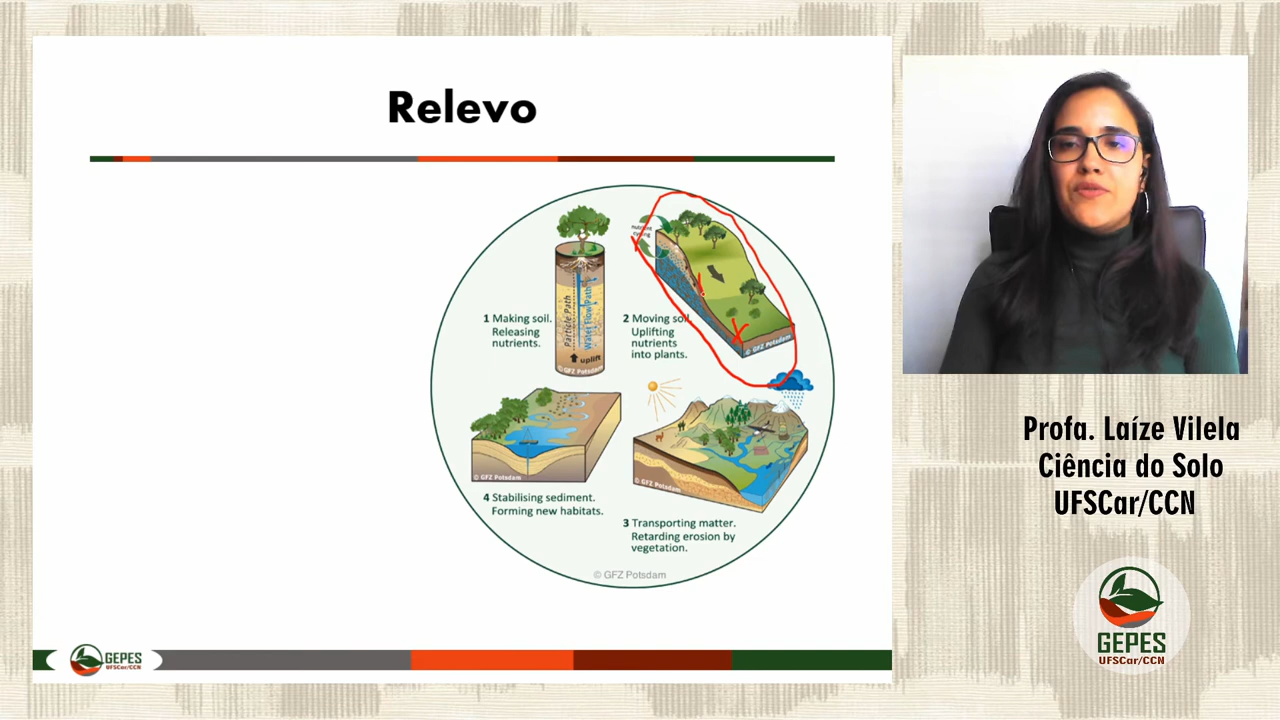 Relevo
nutrient
cycling
Particle Path
Water Flow Path
uplift
© GFZ Potsdam
1 Making soil.
Releasing
nutrients.
2 Moving soil.
Uplifting
nutrients
into plants.
© GFZ Potsdam
© GFZ Potsdam
4 Stabilising sediment.
Forming new habitats.
© GFZ Potsdam
3 Transporting matter.
Retarding erosion by
vegetation.
© GFZ Potsdam
GEPES
UFSCar/CCN
Profa. Laíze Vilela
Ciência do Solo
UFSCar/CCN
GEPES
UFSCar/CCN